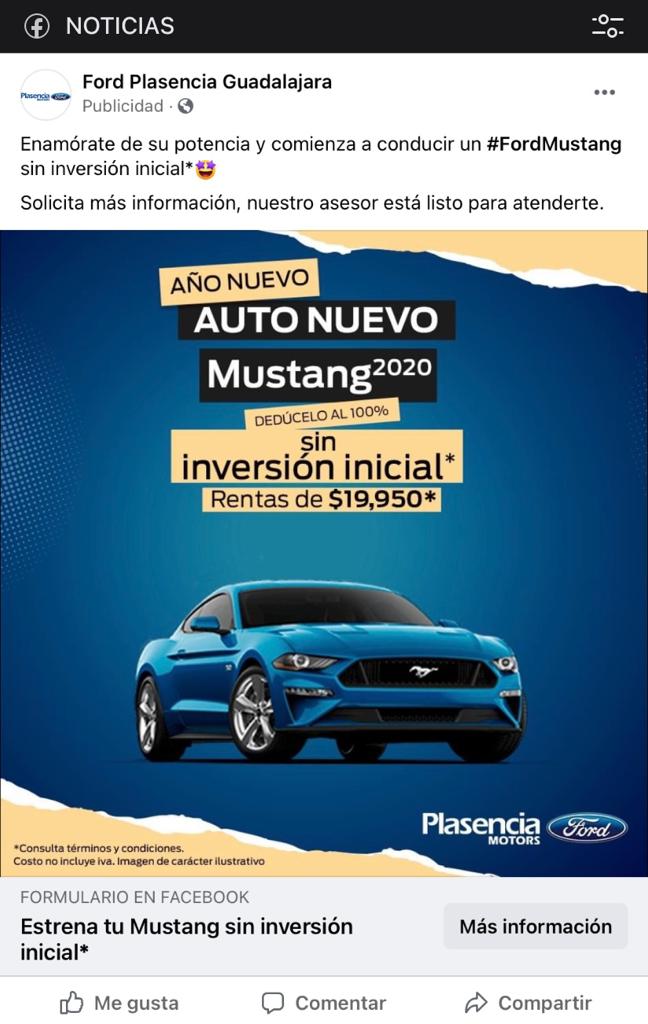 NOTICIAS
Ford Plasencia Guadalajara
Publicidad ·
Enamórate de su potencia y comienza a conducir un #FordMustang
sin inversión inicial*🤩
Solicita más información, nuestro asesor está listo para atenderte.
AÑO NUEVO
AUTO NUEVO
Mustang2020
DEDÚCELO AL 100%
sin
inversión inicial*
Rentas de $19,950*
Plasencia
MOTORS
Ford
*Consulta términos y condiciones.
Costo no incluye iva. Imagen de carácter ilustrativo
FORMULARIO EN FACEBOOK
Estrena tu Mustang sin inversión
inicial*
Más información
Me gusta
Comentar
Compartir